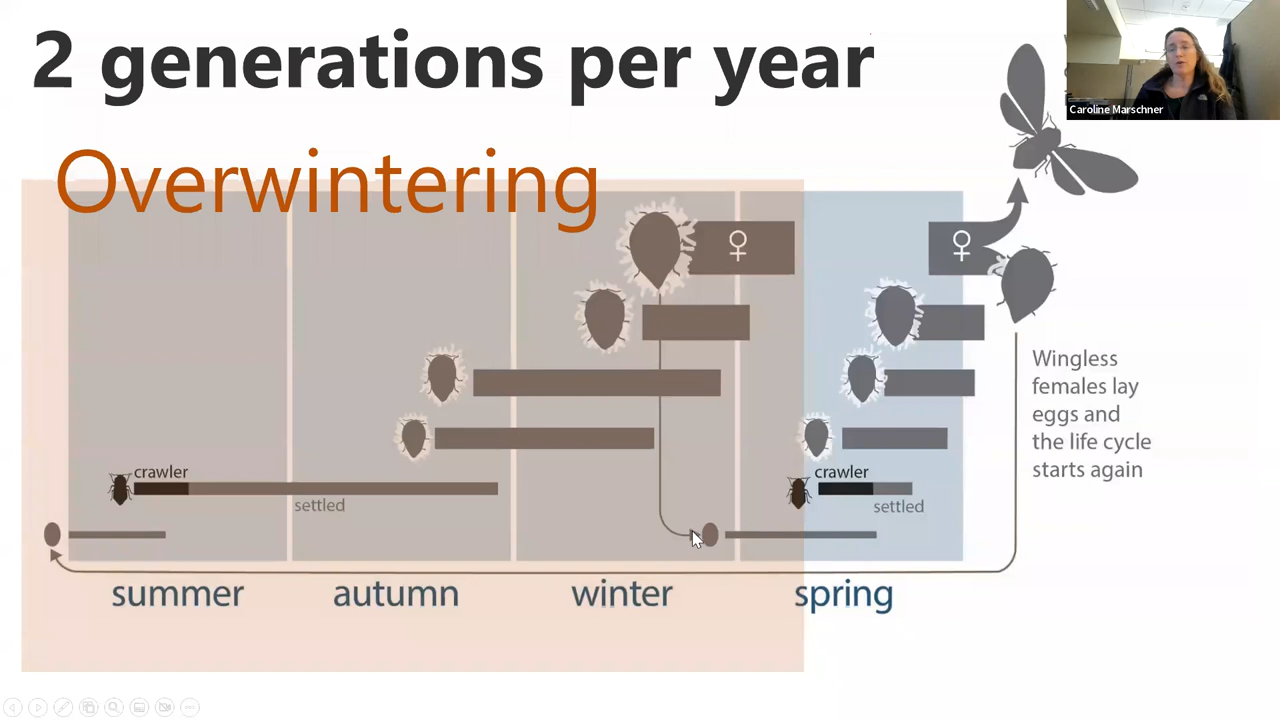 2 generations per year
Caroline Marschner
Overwintering
♀
♀
Wingless
females lay
eggs and
the life cycle
starts again
crawler
settled
crawler
settled
summer
autumn
winter
spring